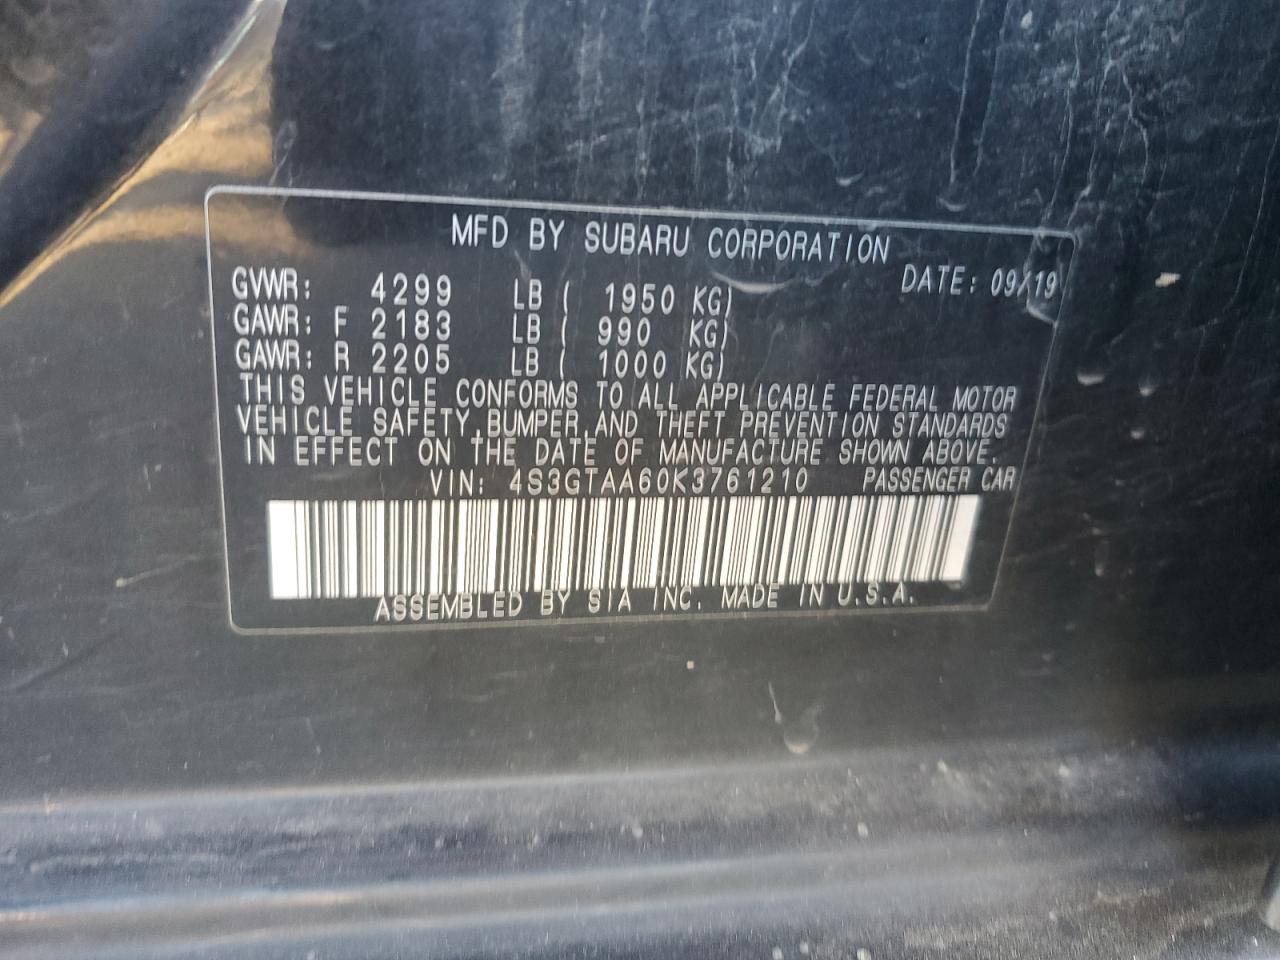 MFD BY SUBARU CORPORATION
DATE: 09/19
GVWR: 4299 LB ( 1950 KG)
GAWR: F 2183 LB ( 990 KG)
GAWR: R 2205 LB ( 1000 KG)
THIS VEHICLE CONFORMS TO ALL APPLICABLE FEDERAL MOTOR
VEHICLE SAFETY, BUMPER, AND THEFT PREVENTION STANDARDS
IN EFFECT ON THE DATE OF MANUFACTURE SHOWN ABOVE.
VIN: 4S3GTAA60K3761210 PASSENGER CAR
ASSEMBLED BY SIA INC. MADE IN U.S.A.